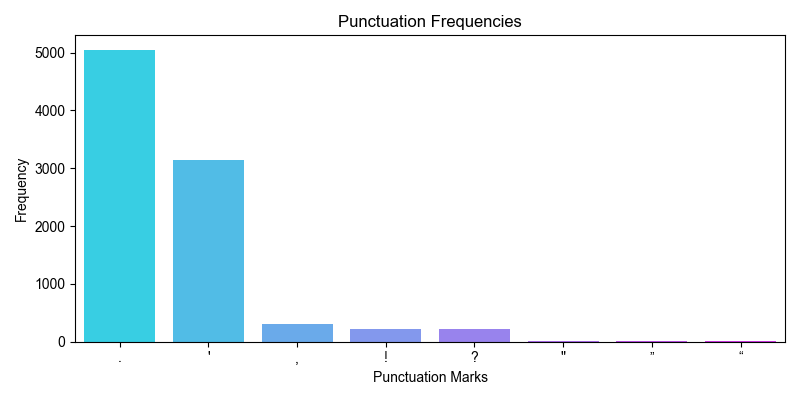 Punctuation Frequencies
Frequency
5000
4000
3000
2000
1000
0
. ' , ! ? " ” “
Punctuation Marks